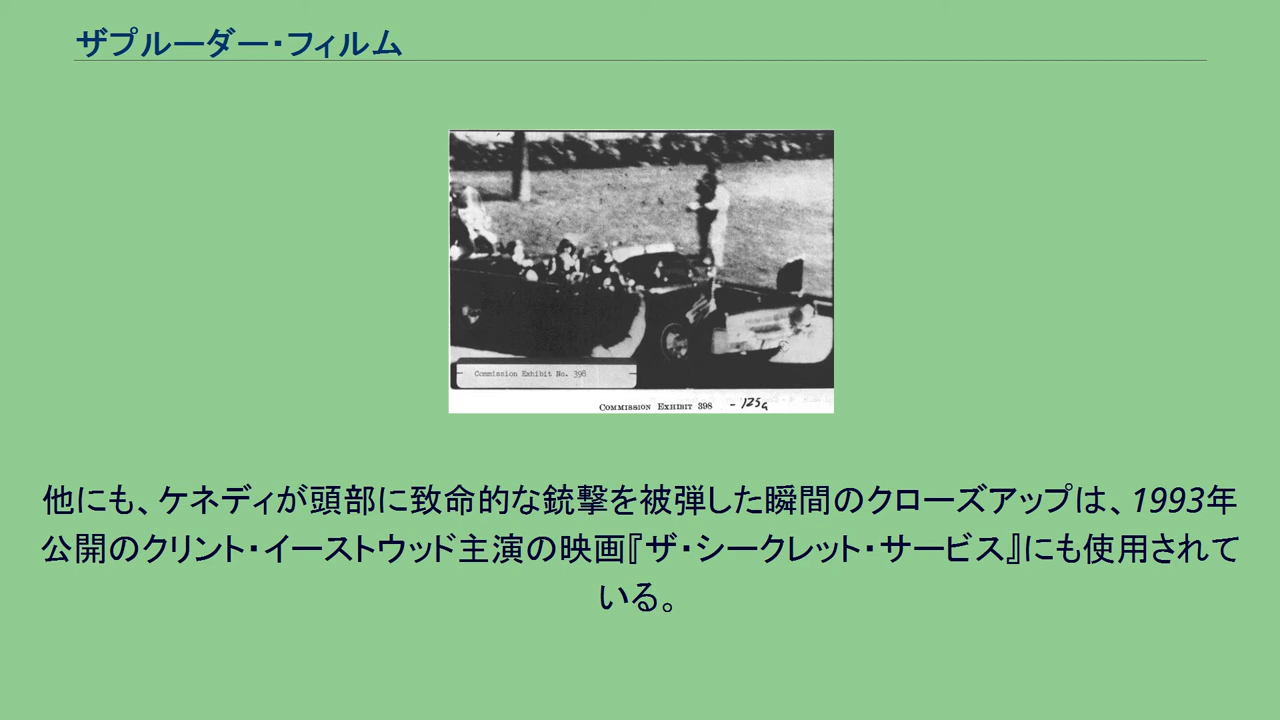 ザプルーダー・フィルム
Commission Exhibit No. 398
COMMISSION EXHIBIT 398 - 125a
他にも、ケネディが頭部に致命的な銃撃を被弾した瞬間のクローズアップは、1993年
公開のクリント・イーストウッド主演の映画『ザ・シークレット・サービス』にも使用されて
いる。